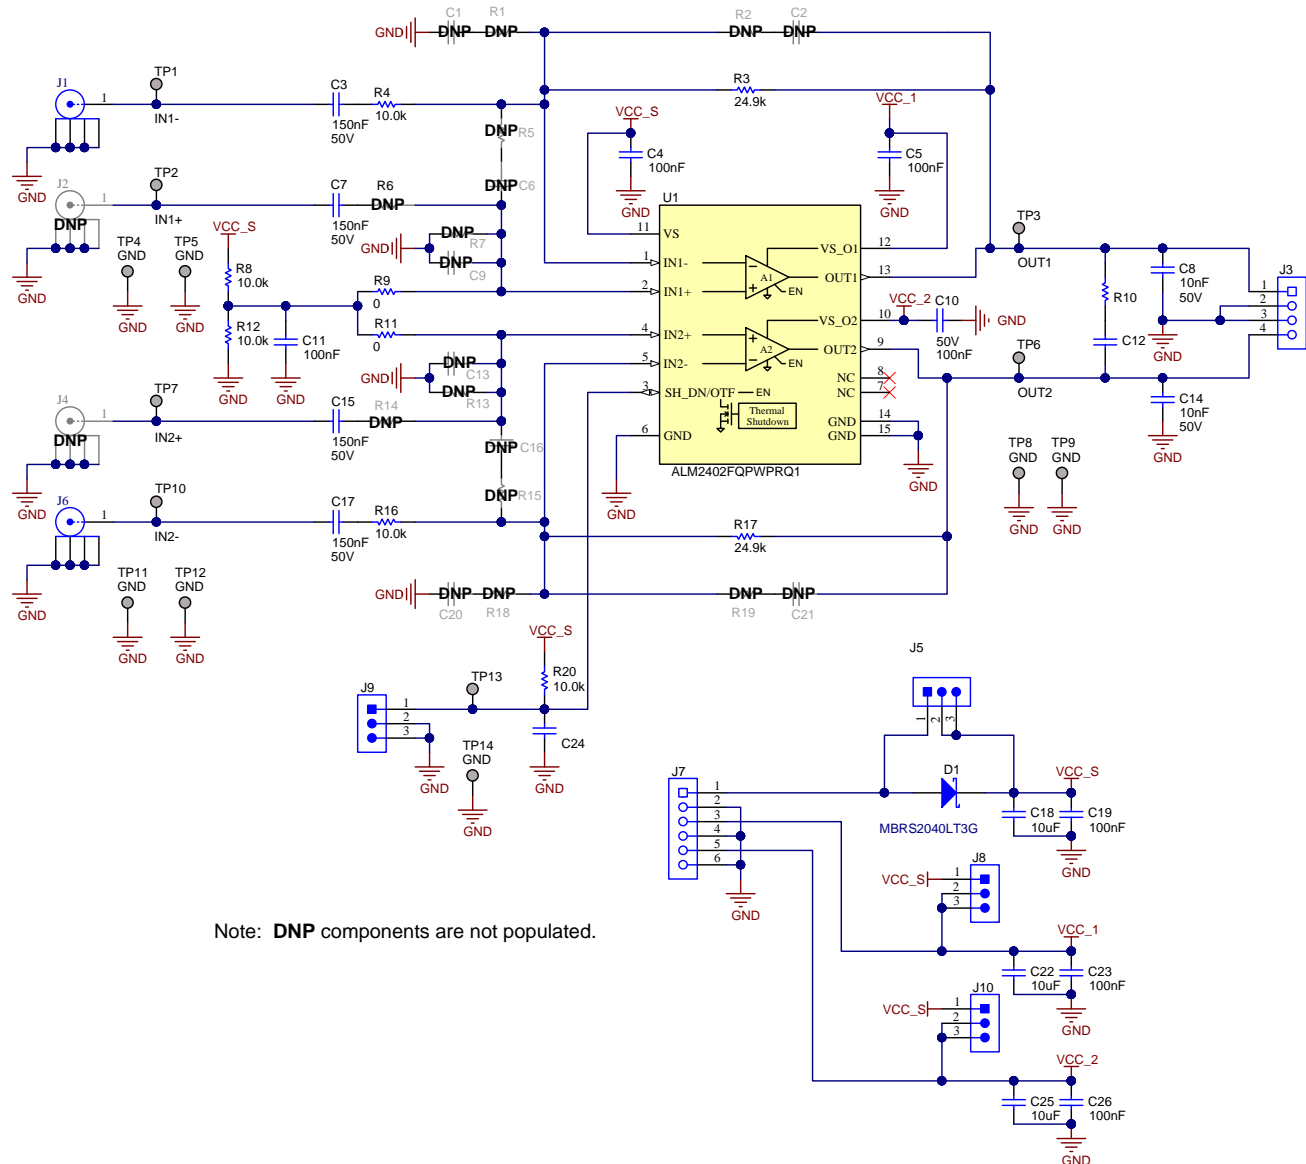 C1 R1 R2 C2
GND DNP DNP DNP DNP
R3
24.9k
J1 1 TP1
IN1-
C3
150nF
50V
R4
10.0k
GND
DNP R5
DNP C6
VCC_S
C4
100nF
GND
VCC_1
C5
100nF
GND
J2 1 TP2
IN1+
DNP
C7
150nF
50V
R6
DNP
GND
TP4
GND
GND
TP5
GND
GND
VCC_S
R8
10.0k
R12
10.0k
GND
C11
100nF
GND
GND DNP R7
DNP C9
R9
0
R11
0
U1
11 VS
1 IN1-
2 IN1+
4 IN2+
5 IN2-
3 SH_DN/OTF EN
6 GND
A1 EN
A2 EN
Thermal
Shutdown
VS_O1 12
OUT1 13
VS_O2 10
OUT2 9
NC 8
NC 7
GND 14
GND 15
ALM2402FQPWPRQ1
GND
GND
VCC_2
C10
50V
100nF
GND
TP3
OUT1
TP6
OUT2
R10
C12
C8
10nF
50V
GND
C14
10nF
50V
GND
J3
1
2
3
4
TP8
GND
GND
TP9
GND
GND
GND DNP C13
DNP R13
J4 1 TP7
IN2+
DNP
C15
150nF
50V
R14
DNP
GND
DNP C16
DNP R15
J6 1 TP10
IN2-
C17
150nF
50V
R16
10.0k
GND
R17
24.9k
TP11
GND
GND
TP12
GND
GND
GND DNP DNP DNP DNP
C20 R18 R19 C21
VCC_S
R20
10.0k
C24
GND
J9
1
2
3
TP13
GND
TP14
GND
GND
J5
1 2 3
J7
1
2
3
4
5
6
GND
D1
MBRS2040LT3G
VCC_S
C18
10uF
C19
100nF
GND
J8
VCC_S 1
2
3
VCC_1
C22
10uF
C23
100nF
GND
J10
VCC_S 1
2
3
VCC_2
C25
10uF
C26
100nF
GND
Note: DNP components are not populated.